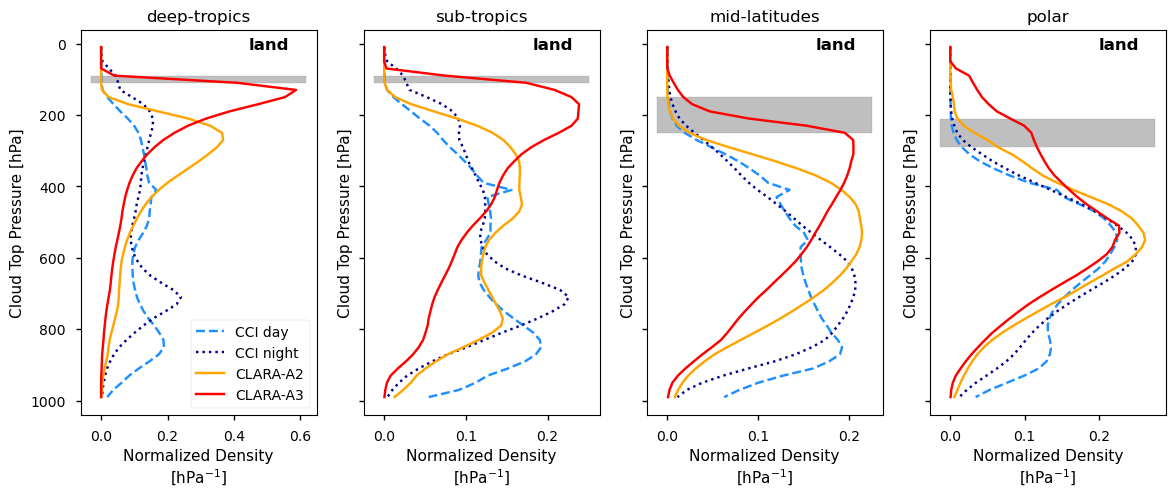 deep-tropics
sub-tropics
mid-latitudes
polar
land
land
land
land
Cloud Top Pressure [hPa]
0
200
400
600
800
1000
Cloud Top Pressure [hPa]
Cloud Top Pressure [hPa]
Cloud Top Pressure [hPa]
CCI day
CCI night
CLARA-A2
CLARA-A3
0.0 0.2 0.4 0.6
Normalized Density
[hPa⁻¹]
0.0 0.1 0.2
Normalized Density
[hPa⁻¹]
0.0 0.1 0.2
Normalized Density
[hPa⁻¹]
0.0 0.1 0.2
Normalized Density
[hPa⁻¹]